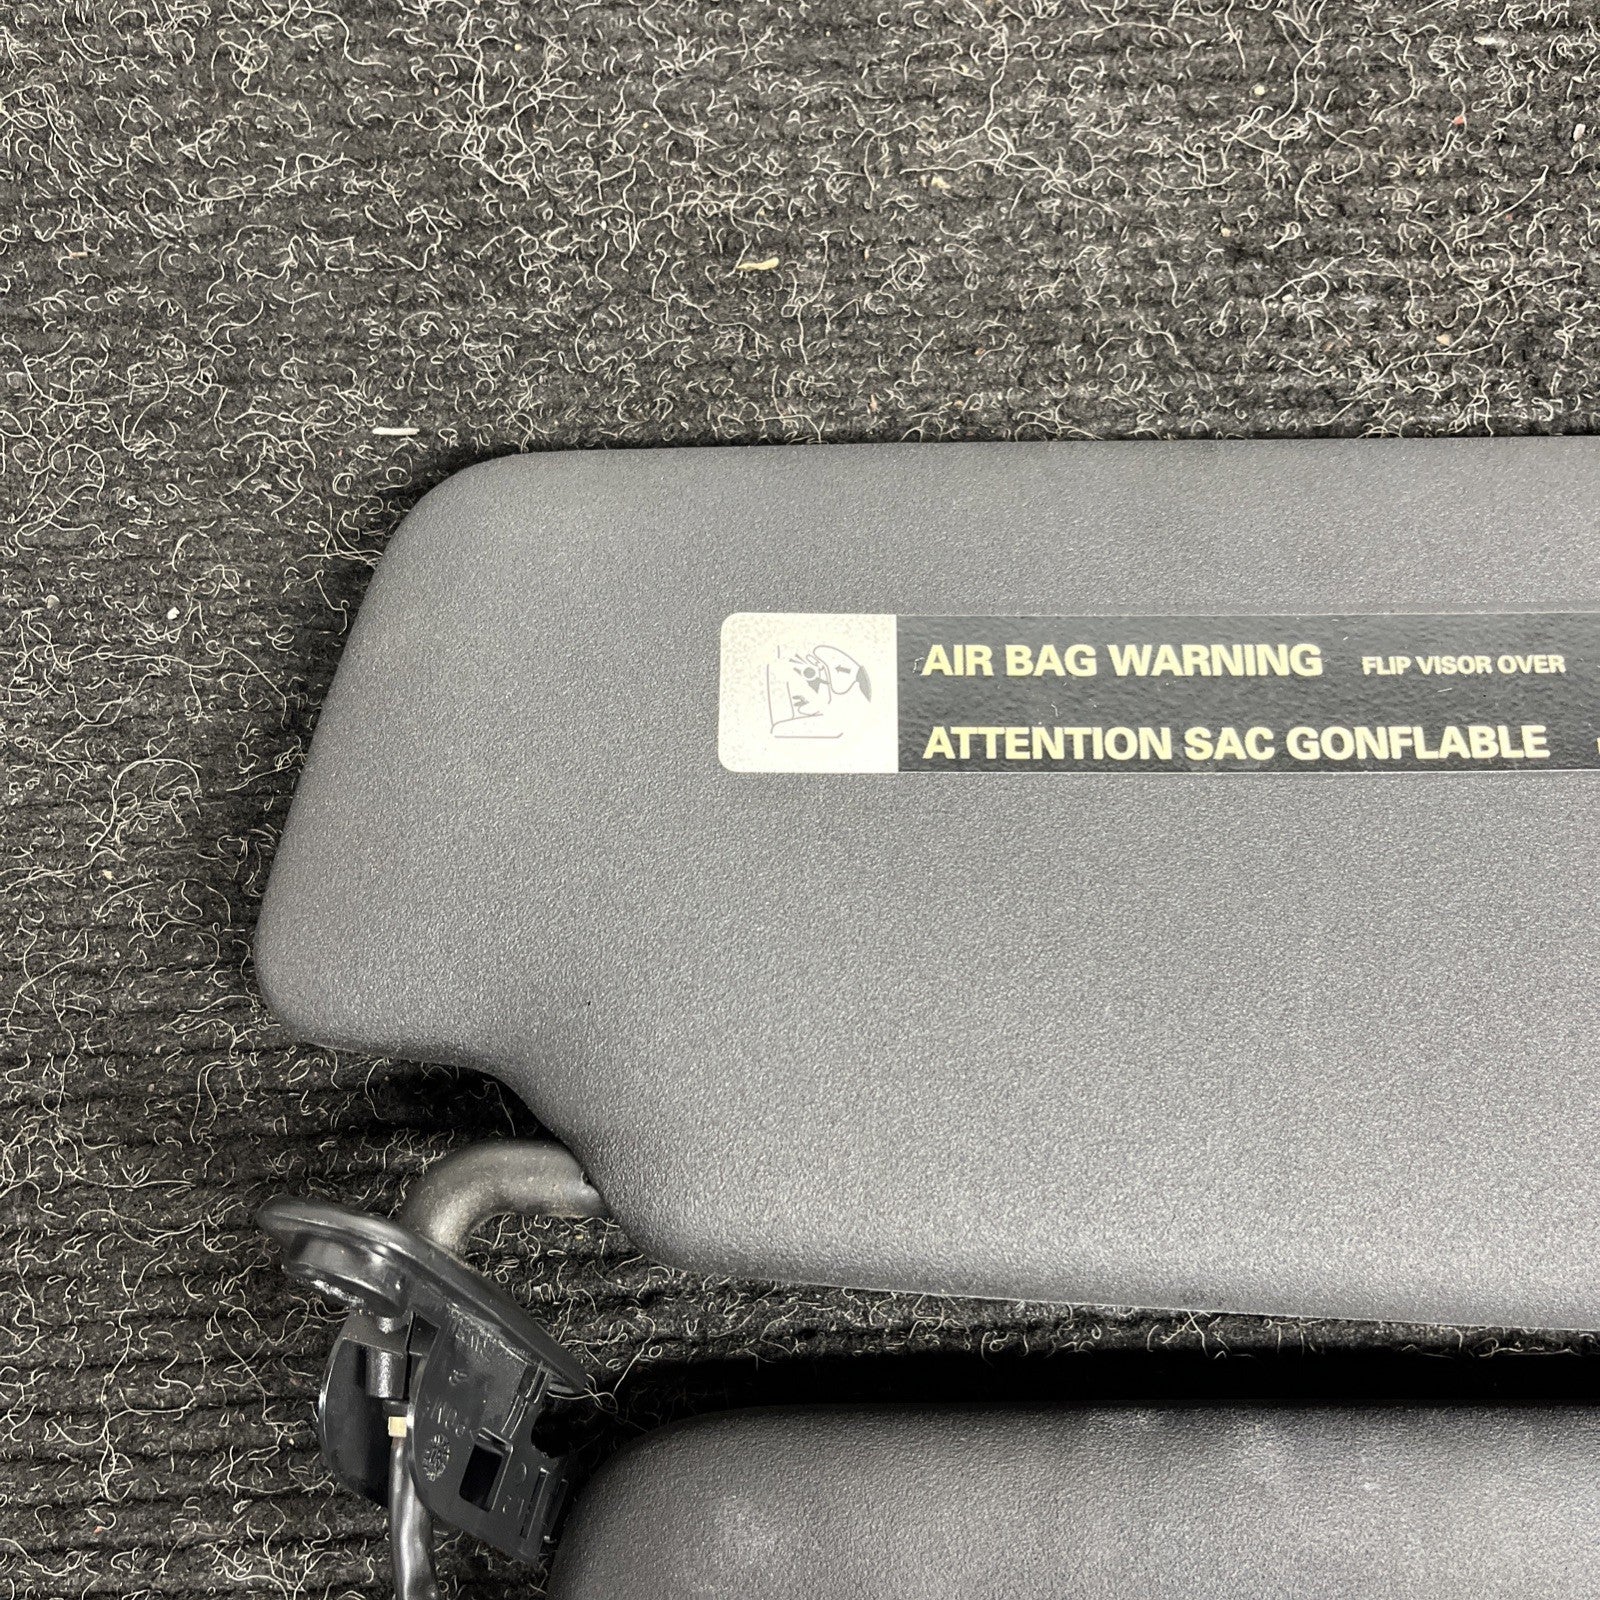 AIR BAG WARNING FLIP VISOR OVER
ATTENTION SAC GONFLABLE